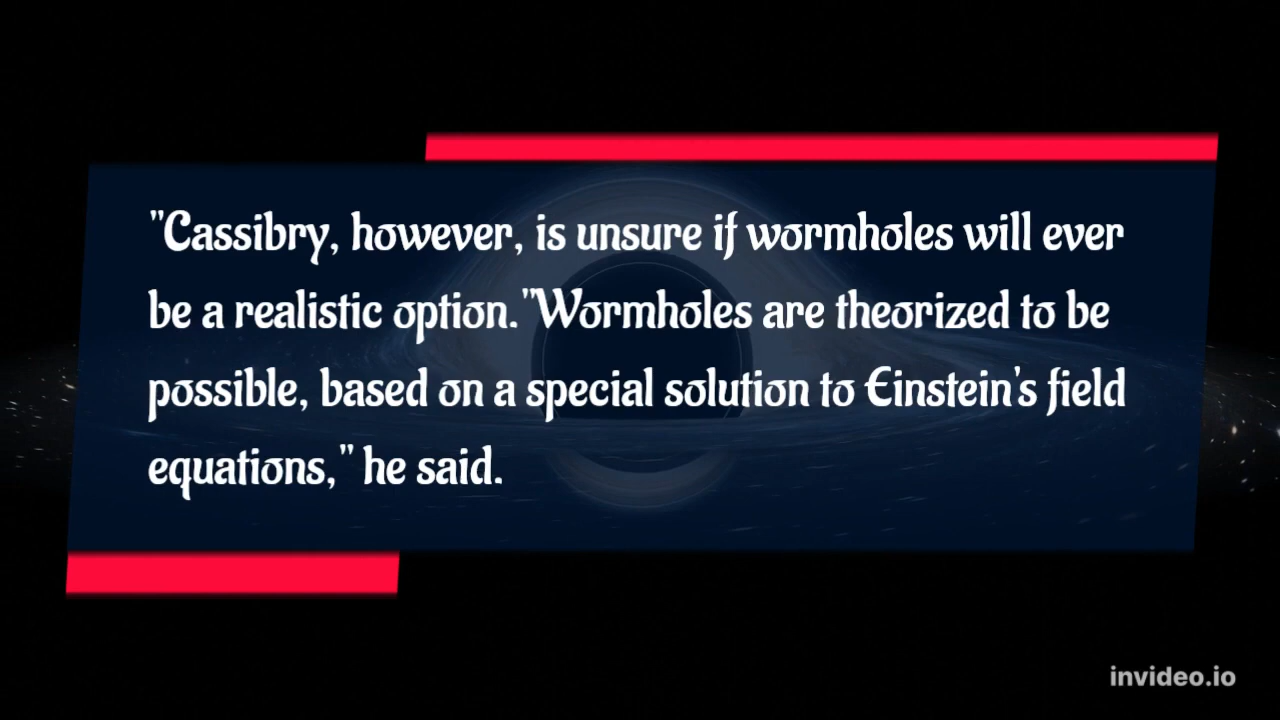 "Cassibry, however, is unsure if wormholes will ever
be a realistic option."Wormholes are theorized to be
possible, based on a special solution to Einstein's field
equations," he said.
invideo.io